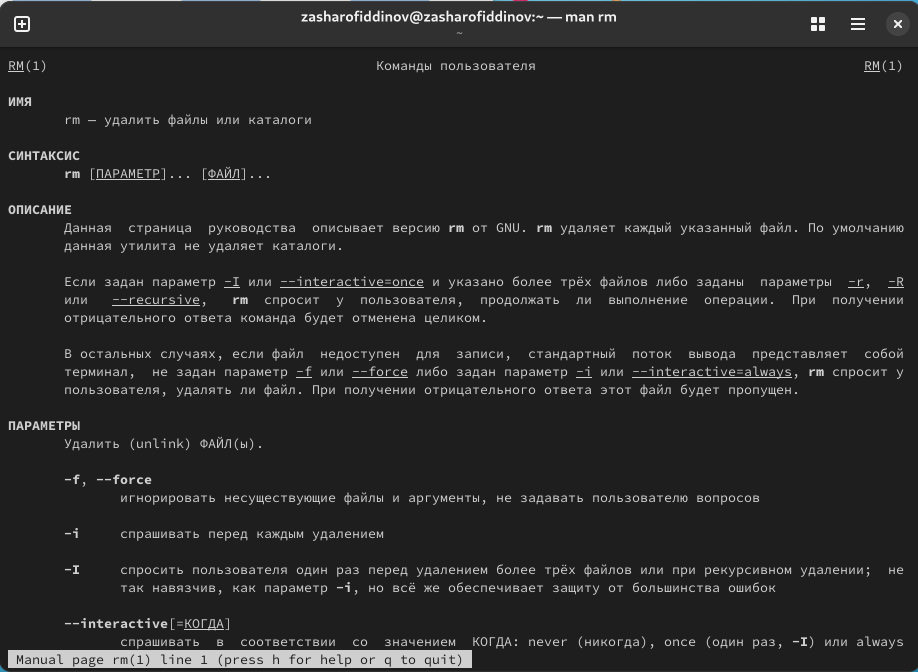 zasharofiddinov@zasharofiddinov:~ — man rm
~
RM(1) Команды пользователя RM(1)
ИМЯ
rm — удалить файлы или каталоги
СИНТАКСИС
rm [ПАРАМЕТР]... [ФАЙЛ]...
ОПИСАНИЕ
Данная страница руководства описывает версию rm от GNU. rm удаляет каждый указанный файл. По умолчанию
данная утилита не удаляет каталоги.
Если задан параметр -I или --interactive=once и указано более трёх файлов либо заданы параметры -r, -R
или --recursive, rm спросит у пользователя, продолжать ли выполнение операции. При получении
отрицательного ответа команда будет отменена целиком.
В остальных случаях, если файл недоступен для записи, стандартный поток вывода представляет собой
терминал, не задан параметр -f или --force либо задан параметр -i или --interactive=always, rm спросит у
пользователя, удалять ли файл. При получении отрицательного ответа этот файл будет пропущен.
ПАРАМЕТРЫ
Удалить (unlink) ФАЙЛ(ы).
-f, --force
игнорировать несуществующие файлы и аргументы, не задавать пользователю вопросов
-i спрашивать перед каждым удалением
-I спросить пользователя один раз перед удалением более трёх файлов или при рекурсивном удалении; не
так навязчив, как параметр -i, но всё же обеспечивает защиту от большинства ошибок
--interactive[=КОГДА]
спрашивать в соответствии со значением КОГДА: never (никогда), once (один раз, -I) или always
Manual page rm(1) line 1 (press h for help or q to quit)